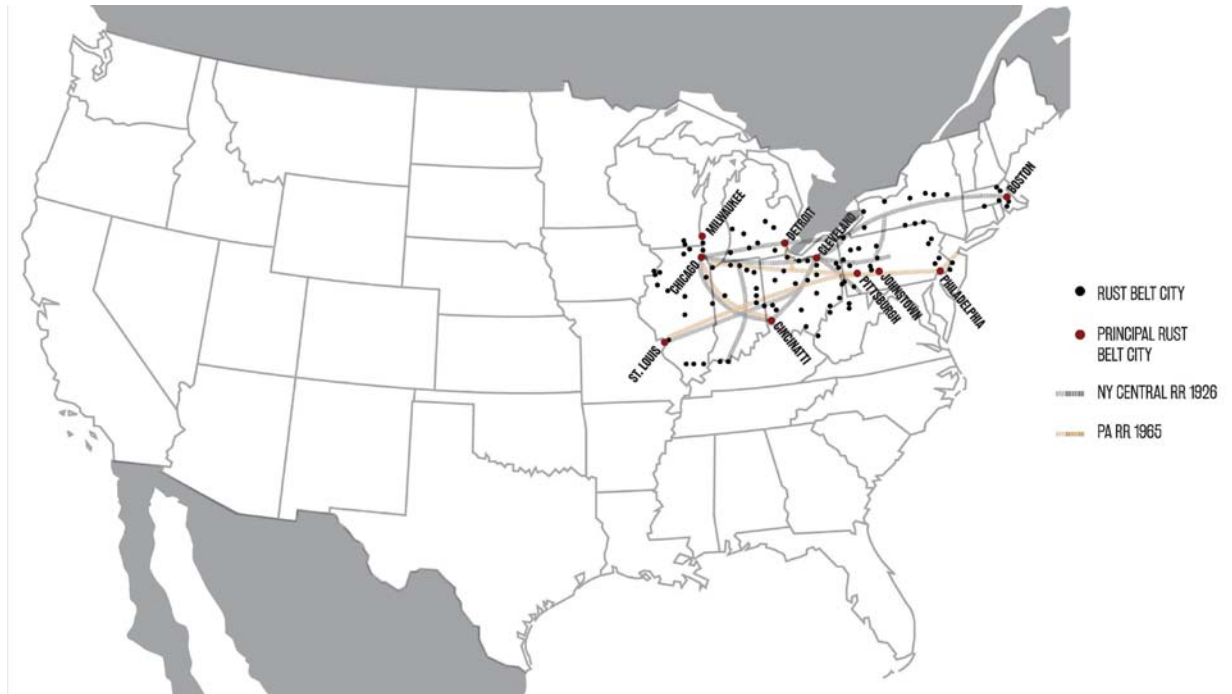 MILWAUKEE
DETROIT
CLEVELAND
BOSTON
CHICAGO
PITTSBURGH
JOHNSTOWN
PHILADELPHIA
CINCINATTI
ST. LOUIS
RUST BELT CITY
PRINCIPAL RUST
BELT CITY
NY CENTRAL RR 1926
PA RR 1965